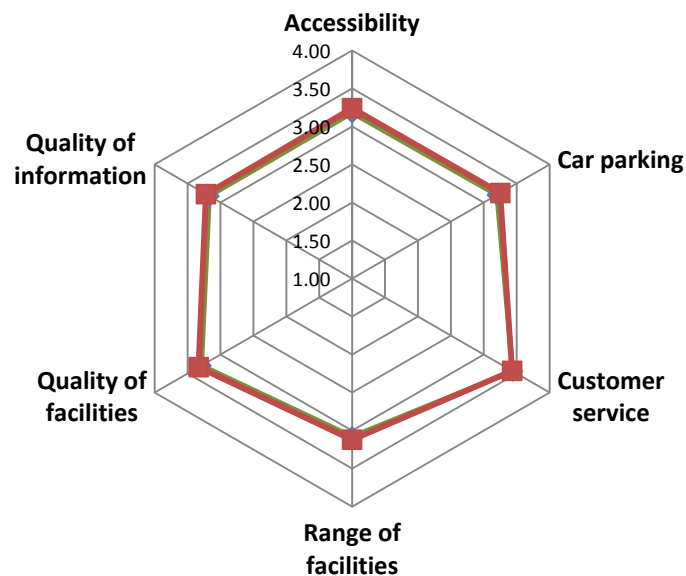 Accessibility
4.00
3.50
3.00
2.50
2.00
1.50
1.00
Car parking
Customer
service
Range of
facilities
Quality of
facilities
Quality of
information